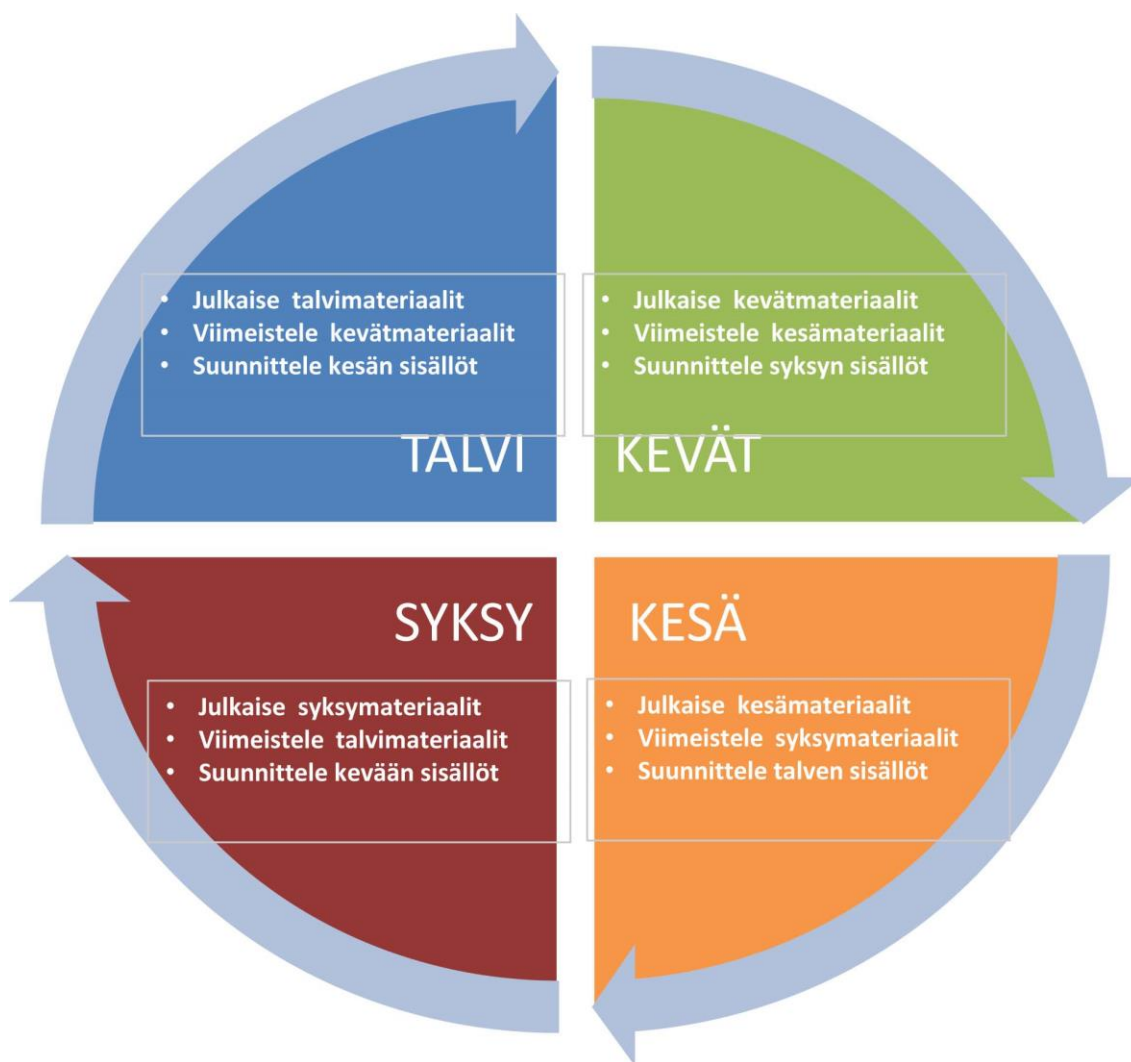 • Julkaise talvimateriaalit
• Viimeistele kevätmateriaalit
• Suunnittele kesän sisällöt
TALVI
• Julkaise kevätmateriaalit
• Viimeistele kesämateriaalit
• Suunnittele syksyn sisällöt
KEVÄT
SYKSY
• Julkaise syksymateriaalit
• Viimeistele talvimateriaalit
• Suunnittele kevään sisällöt
KESÄ
• Julkaise kesämateriaalit
• Viimeistele syksymateriaalit
• Suunnittele talven sisällöt